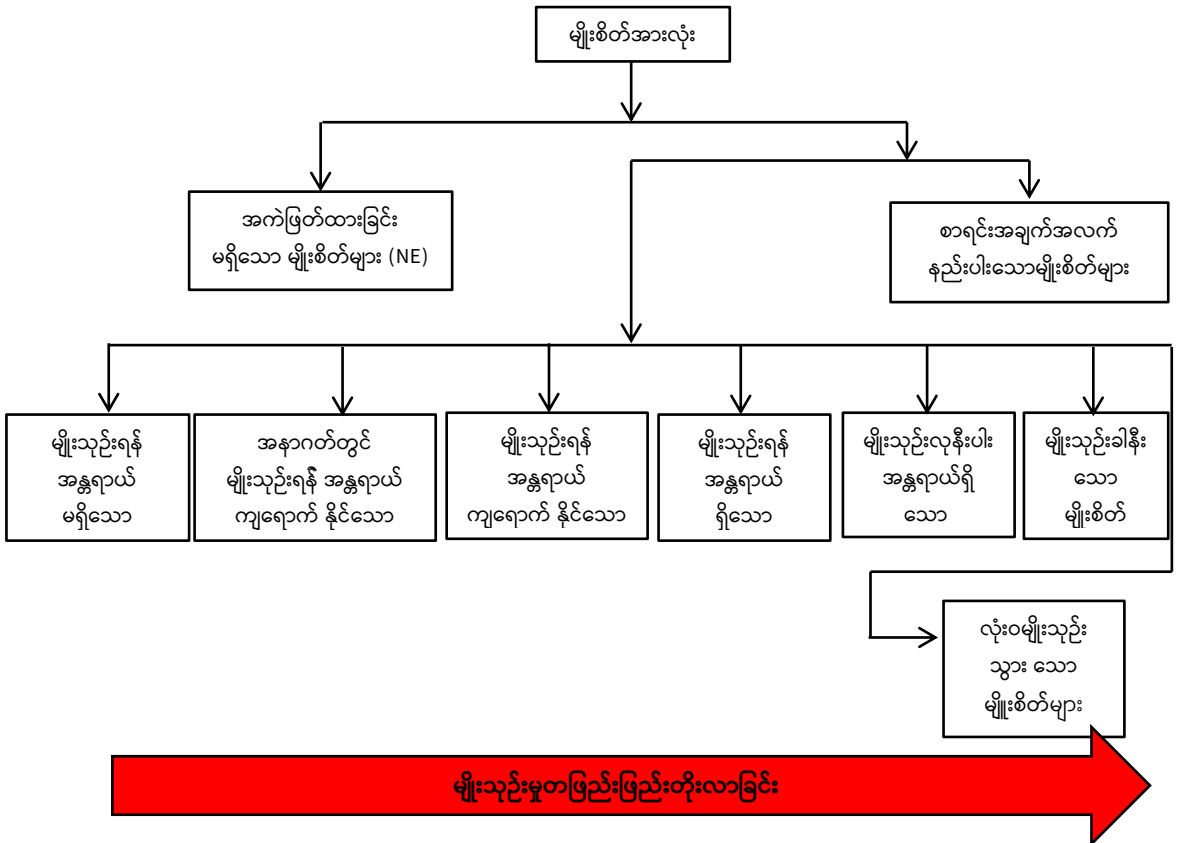 မျိုးစိတ်အားလုံး
အကဲဖြတ်ထားခြင်း
မရှိသော မျိုးစိတ်များ (NE)
စာရင်းအချက်အလက်
နည်းပါးသောမျိုးစိတ်များ
မျိုးသုဉ်းရန်
အန္တရာယ်
မရှိသော
အနာဂတ်တွင်
မျိုးသုဉ်းရန် အန္တရာယ်
ကျရောက် နိုင်သော
မျိုးသုဉ်းရန်
အန္တရာယ်
ကျရောက် နိုင်သော
မျိုးသုဉ်းရန်
အန္တရာယ်
ရှိသော
မျိုးသုဉ်းလုနီးပါး
အန္တရာယ်ရှိ
သော
မျိုးသုဉ်းခါနီး
သော
မျိုးစိတ်
လုံးဝမျိုးသုဉ်း
သွား သော
မျိူးစိတ်များ
မျိုးသုဉ်းမှုတဖြည်းဖြည်းတိုးလာခြင်း